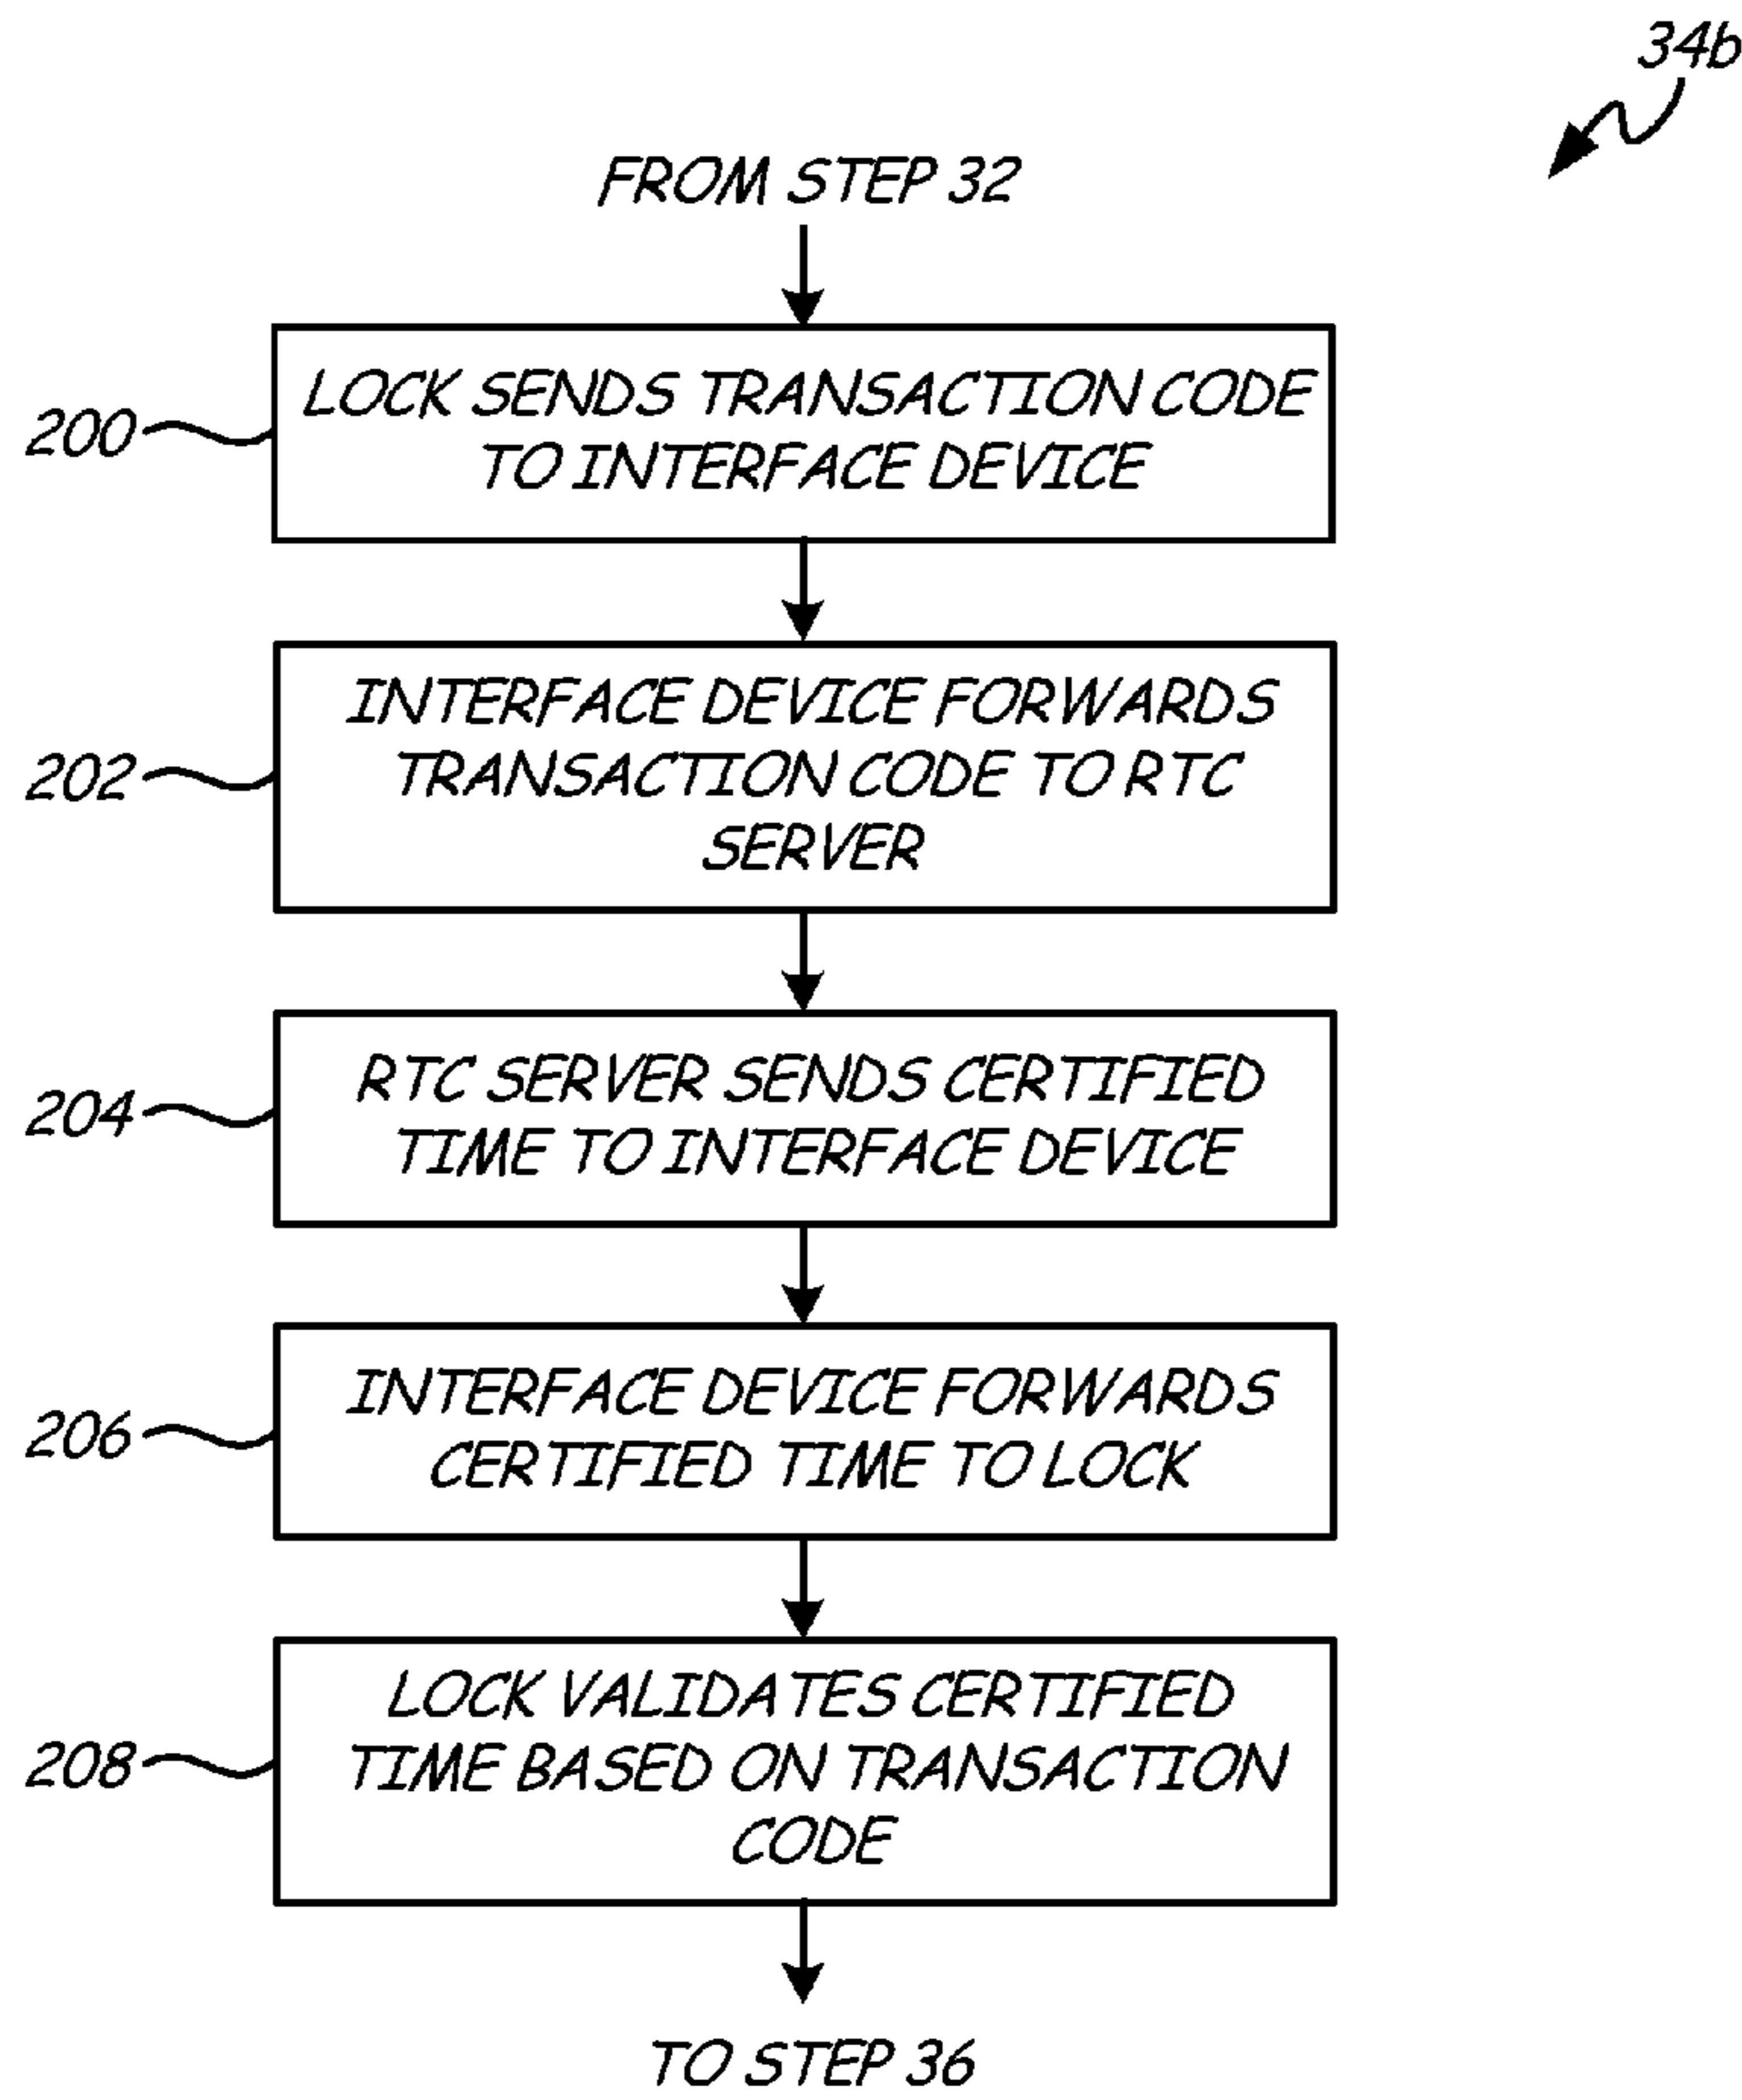 34b
FROM STEP 32
LOCK SENDS TRANSACTION CODE
TO INTERFACE DEVICE
200
INTERFACE DEVICE FORWARDS
TRANSACTION CODE TO RTC
SERVER
202
RTC SERVER SENDS CERTIFIED
TIME TO INTERFACE DEVICE
204
INTERFACE DEVICE FORWARDS
CERTIFIED TIME TO LOCK
206
LOCK VALIDATES CERTIFIED
TIME BASED ON TRANSACTION
CODE
208
TO STEP 36